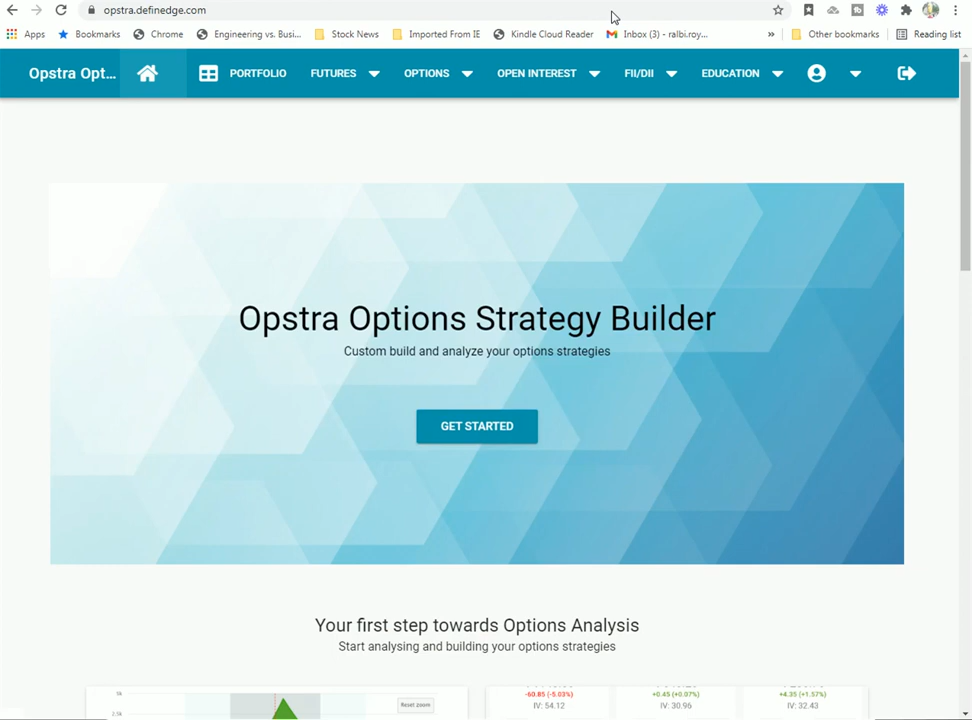 opstra.definedge.com
Apps Bookmarks Chrome Engineering vs. Busi... Stock News Imported From IE Kindle Cloud Reader Inbox (3) - ralbi.roy... » Other bookmarks Reading list
Opstra Opt... PORTFOLIO FUTURES OPTIONS OPEN INTEREST FII/DII EDUCATION
Opstra Options Strategy Builder
Custom build and analyze your options strategies
GET STARTED
Your first step towards Options Analysis
Start analysing and building your options strategies
-60.85 (-5.03%) +0.45 (+0.97%) +4.35 (+1.57%)
Reset zoom IV: 54.12 IV: 30.96 IV: 32.43